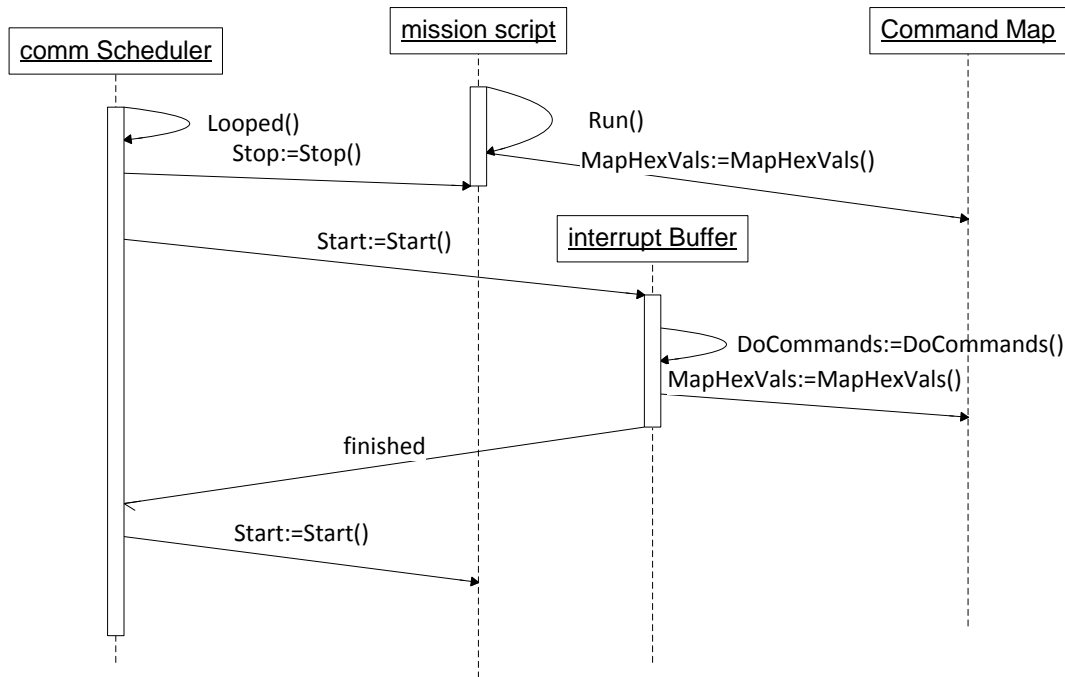 mission script
Command Map
comm Scheduler
Looped()
Run()
Stop:=Stop()
MapHexVals:=MapHexVals()
Start:=Start()
interrupt Buffer
DoCommands:=DoCommands()
MapHexVals:=MapHexVals()
finished
Start:=Start()